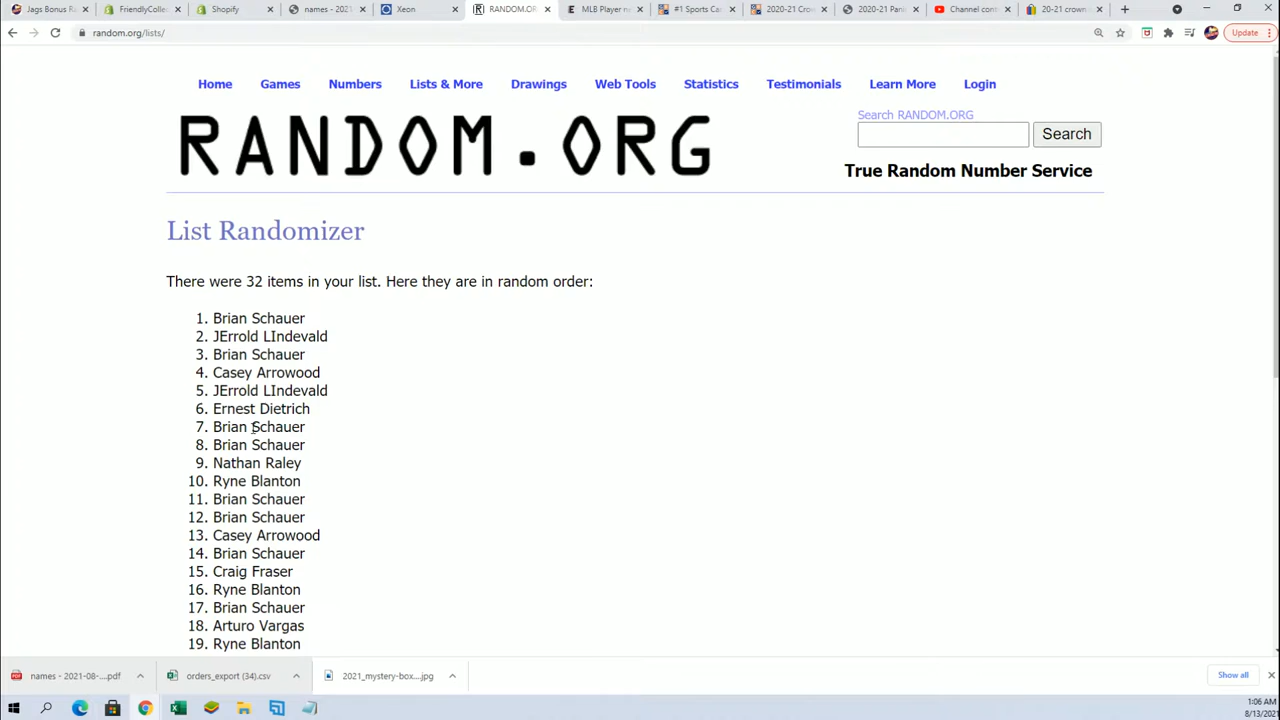 Jags Bonus R
FriendlyCollec
Shopify
names - 2021-
Xeon
RANDOM.OR
MLB Player n
#1 Sports Ca
2020-21 Cro
2020-21 Pan
Channel cont
20-21 crown
random.org/lists/
Update
Home Games Numbers Lists & More Drawings Web Tools Statistics Testimonials Learn More Login
RANDOM.ORG
Search RANDOM.ORG
Search
True Random Number Service
List Randomizer
There were 32 items in your list. Here they are in random order:
1. Brian Schauer
2. JErrold LIndevald
3. Brian Schauer
4. Casey Arrowood
5. JErrold LIndevald
6. Ernest Dietrich
7. Brian Schauer
8. Brian Schauer
9. Nathan Raley
10. Ryne Blanton
11. Brian Schauer
12. Brian Schauer
13. Casey Arrowood
14. Brian Schauer
15. Craig Fraser
16. Ryne Blanton
17. Brian Schauer
18. Arturo Vargas
19. Ryne Blanton
names - 2021-08-....pdf
orders_export (34).csv
2021_mystery-box....jpg
Show all
1:06 AM
8/13/2021